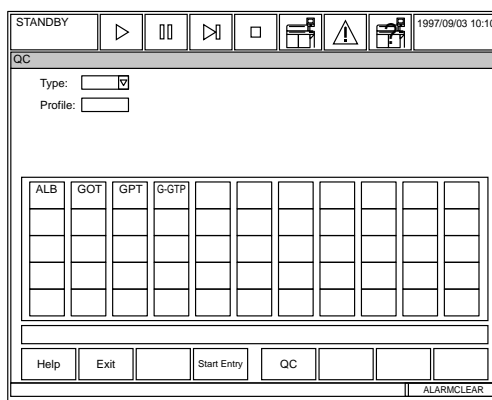 STANDBY 1997/09/03 10:10
QC
Type:
Profile:
ALB GOT GPT G-GTP
Help Exit Start Entry QC
ALARMCLEAR